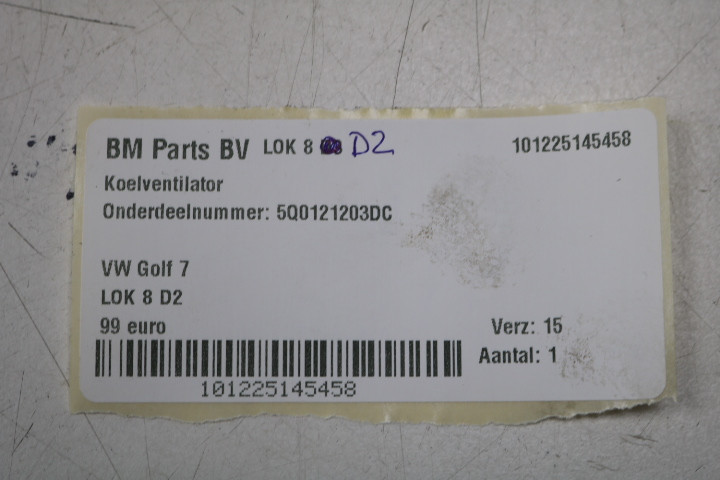 BM Parts BV LOK 8 D2 101225145458
Koelventilator
Onderdeelnummer: 5Q0121203DC
VW Golf 7
LOK 8 D2
99 euro Verz: 15
Aantal: 1
101225145458